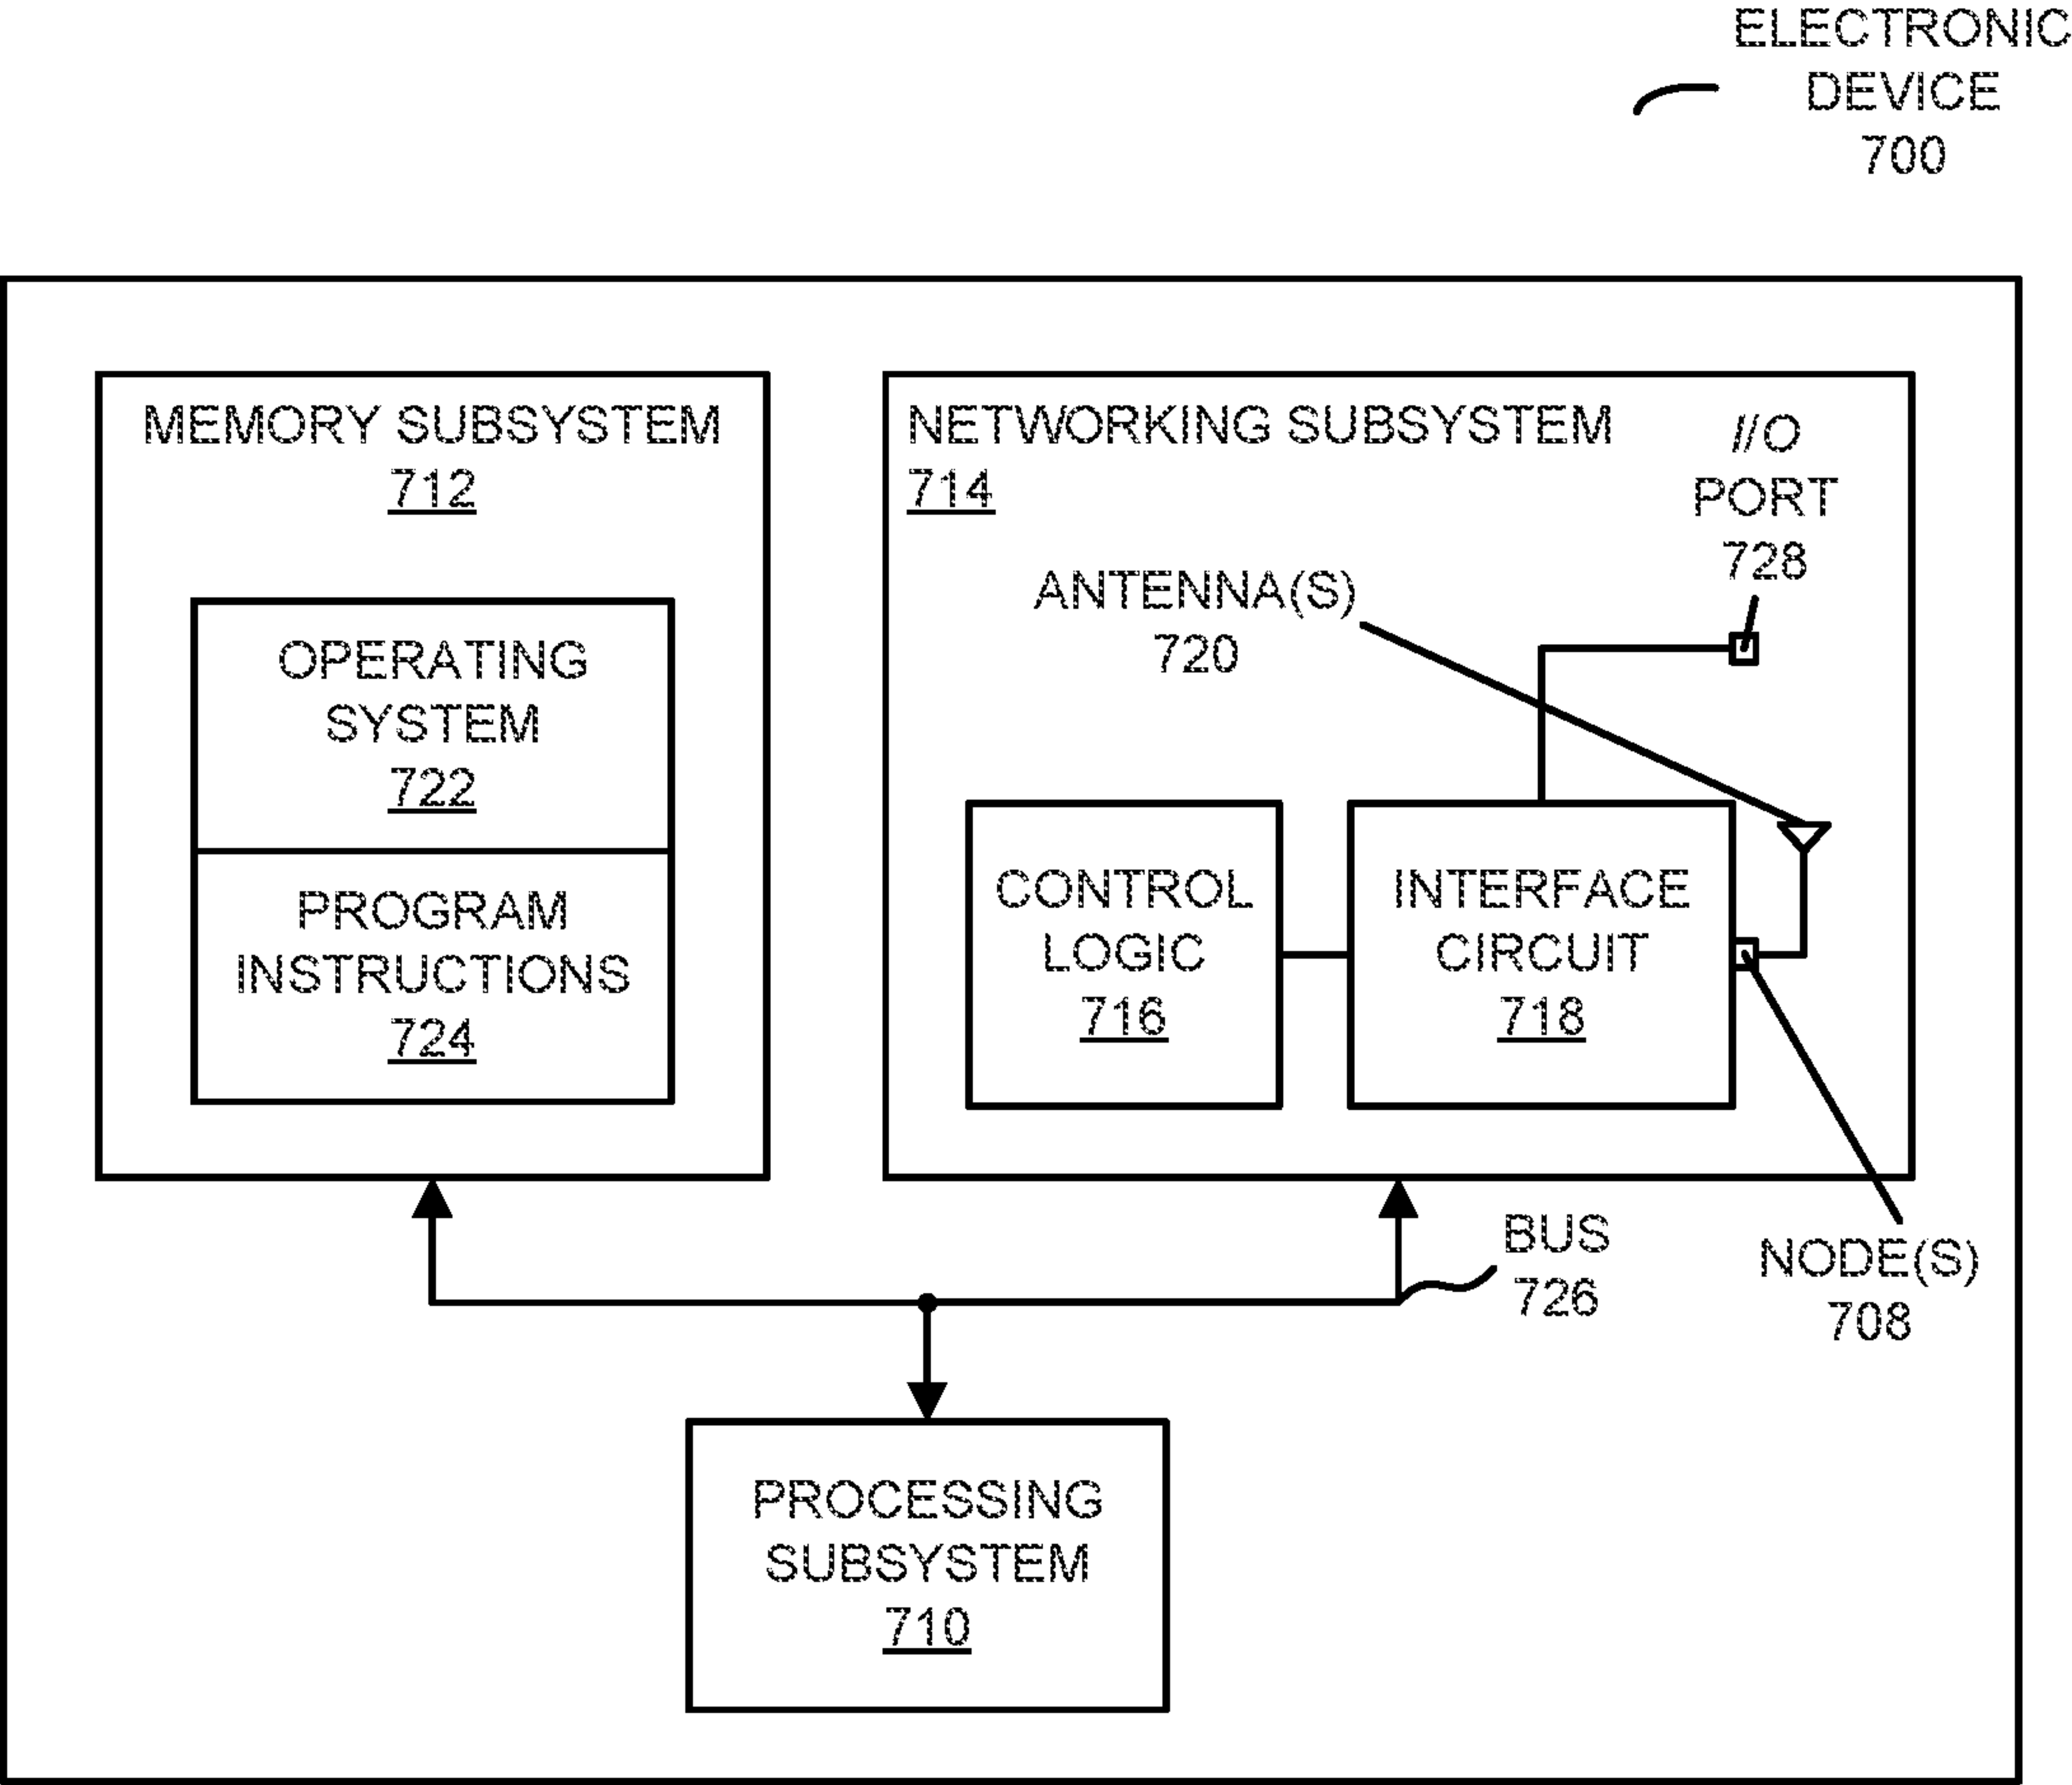 ELECTRONIC
DEVICE
700
MEMORY SUBSYSTEM
712
OPERATING
SYSTEM
722
PROGRAM
INSTRUCTIONS
724
NETWORKING SUBSYSTEM
714
I/O
PORT
728
ANTENNA(S)
720
CONTROL
LOGIC
716
INTERFACE
CIRCUIT
718
BUS
726
NODE(S)
708
PROCESSING
SUBSYSTEM
710